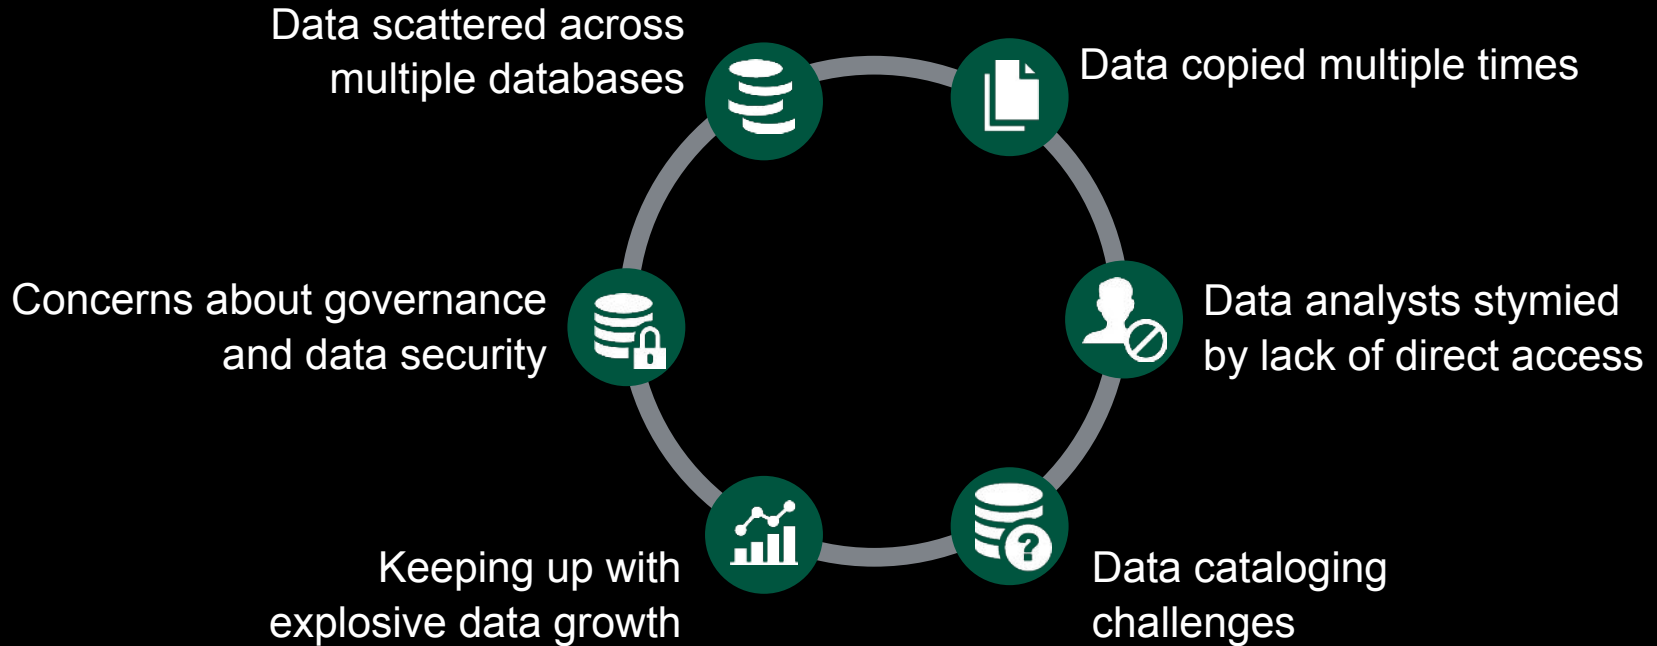 Data scattered across
multiple databases
Data copied multiple times
Data analysts stymied
by lack of direct access
Data cataloging
challenges
Keeping up with
explosive data growth
Concerns about governance
and data security
?